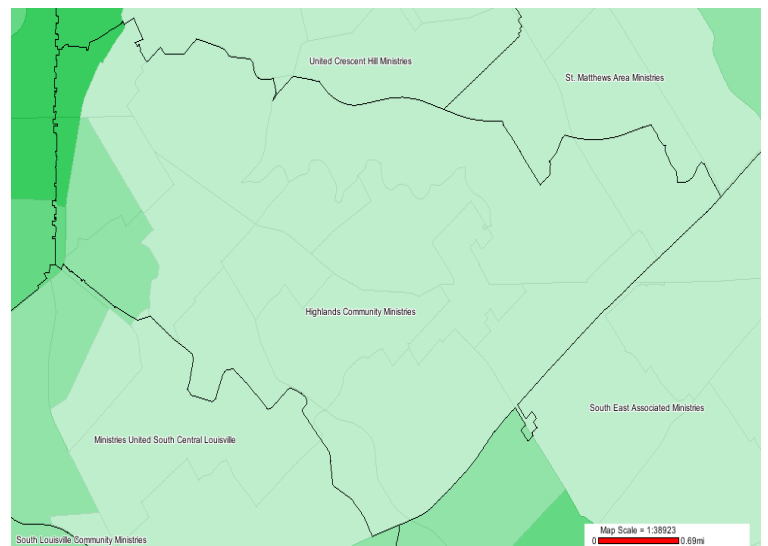 United Crescent Hill Ministries
St. Matthews Area Ministries
Highlands Community Ministries
South East Associated Ministries
Ministries United South Central Louisville
South Louisville Community Ministries
Map Scale = 1:38923
0 0.69mi